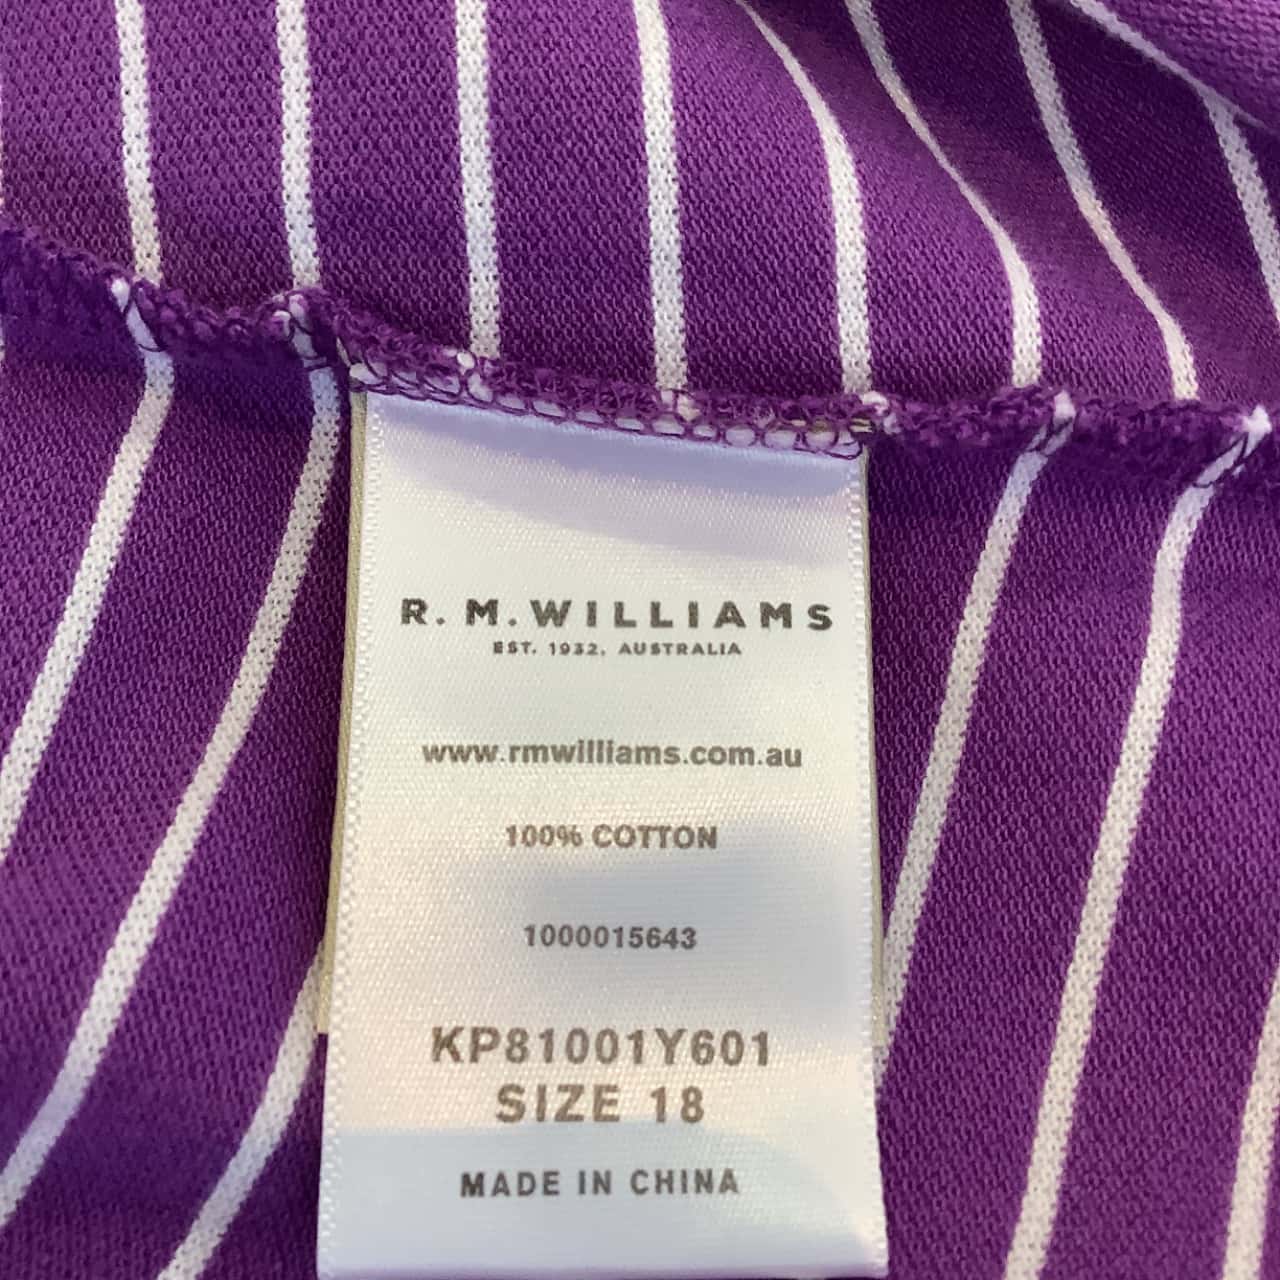 R. M. WILLIAMS
EST. 1932, AUSTRALIA
www.rmwilliams.com.au
100% COTTON
1000015643
KP81001Y601
SIZE 18
MADE IN CHINA